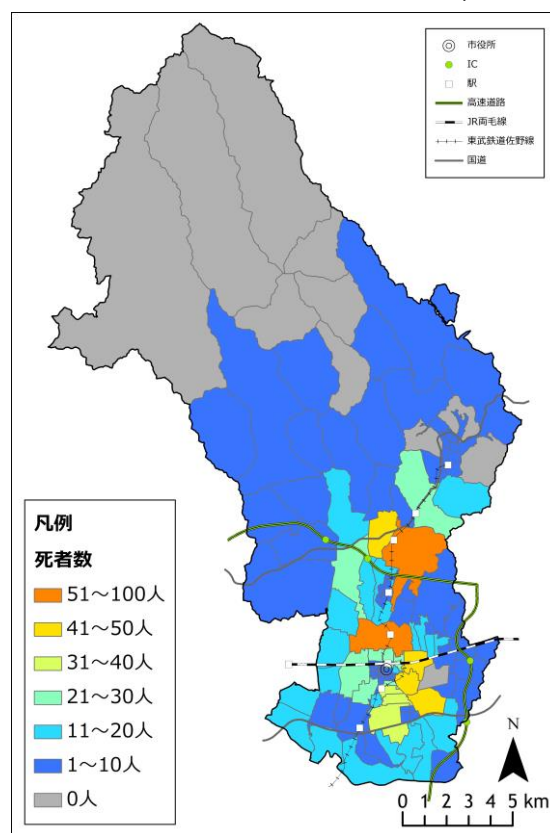 市役所
IC
駅
高速道路
JR両毛線
東武鉄道佐野線
国道
凡例
死者数
51～100人
41～50人
31～40人
21～30人
11～20人
1～10人
0人
N
0 1 2 3 4 5 km